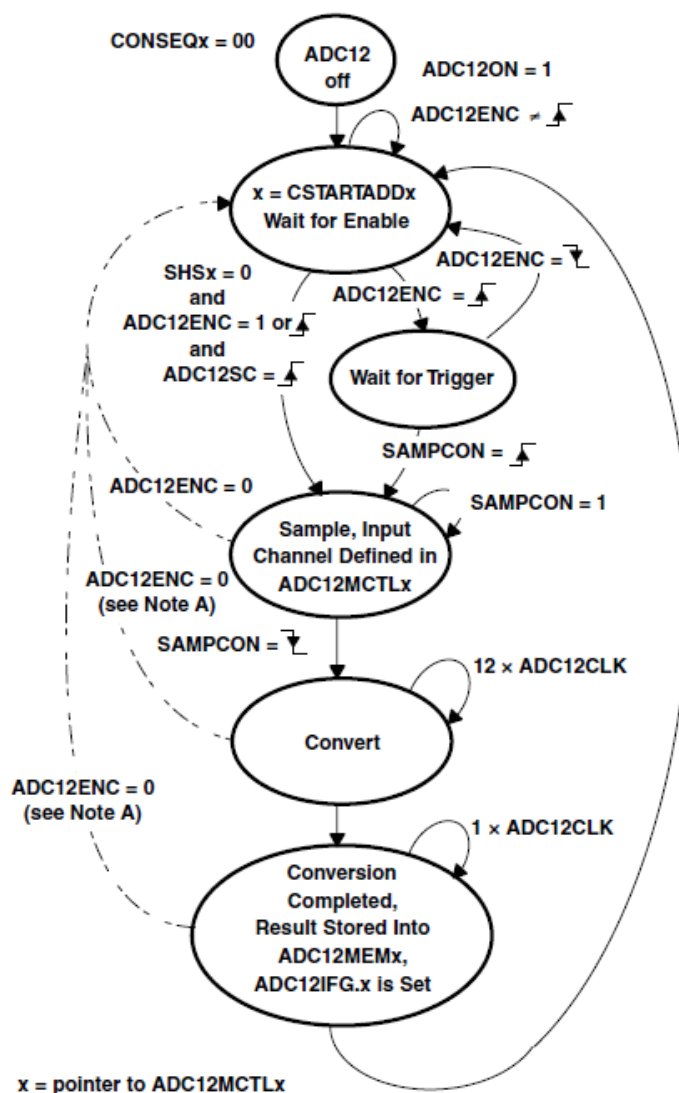 CONSEQx = 00
ADC12
off
ADC12ON = 1
ADC12ENC ≠
x = CSTARTADDx
Wait for Enable
SHSx = 0
and
ADC12ENC = 1 or
and
ADC12SC =
ADC12ENC =
ADC12ENC =
Wait for Trigger
SAMPCON =
ADC12ENC = 0
SAMPCON = 1
Sample, Input
Channel Defined in
ADC12MCTLx
ADC12ENC = 0
(see Note A)
SAMPCON =
12 × ADC12CLK
Convert
ADC12ENC = 0
(see Note A)
1 × ADC12CLK
Conversion
Completed,
Result Stored Into
ADC12MEMx,
ADC12IFG.x is Set
x = pointer to ADC12MCTLx